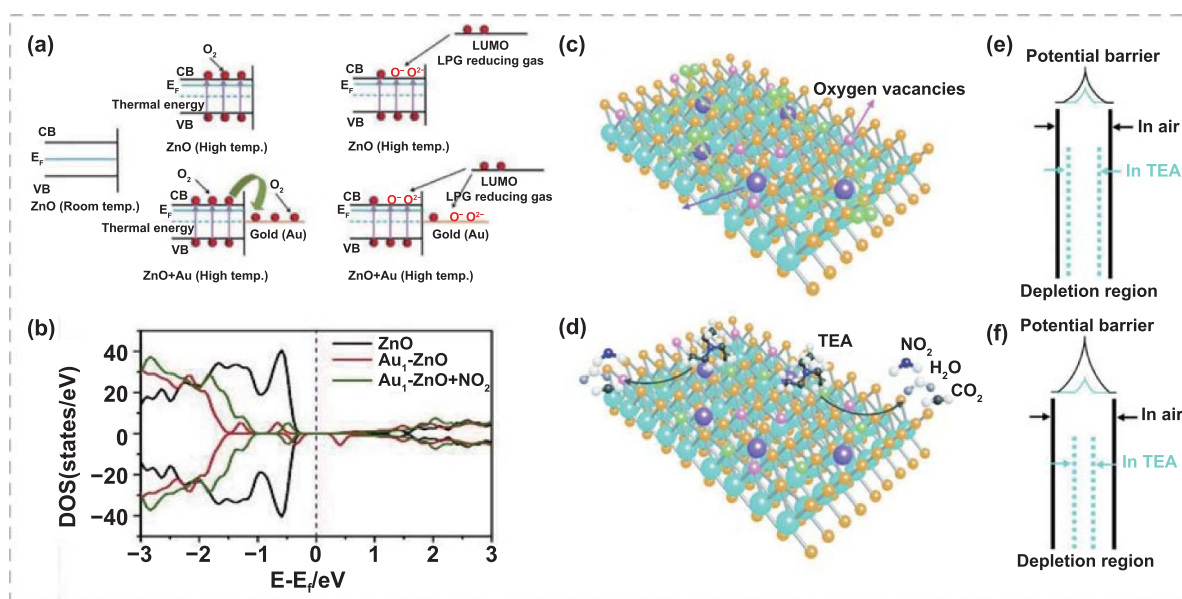 (a)
O2
CB
EF
Thermal energy
VB
ZnO (High temp.)
LUMO
LPG reducing gas
CB
O− O2−
EF
VB
ZnO (High temp.)
CB
EF
VB
ZnO (Room temp.)
O2
O2
CB
EF
Thermal energy
VB
Gold (Au)
ZnO+Au (High temp.)
LUMO
LPG reducing gas
CB
O− O2−
EF
O− O2−
VB
Gold (Au)
ZnO+Au (High temp.)
(b)
ZnO
Au1-ZnO
Au1-ZnO+NO2
DOS(states/eV)
40
20
0
−20
−40
−3
−2
−1
0
1
2
3
E-Ef/eV
(c)
Oxygen vacancies
(d)
TEA
NO2
H2O
CO2
(e)
Potential barrier
In air
In TEA
Depletion region
(f)
Potential barrier
In air
In TEA
Depletion region